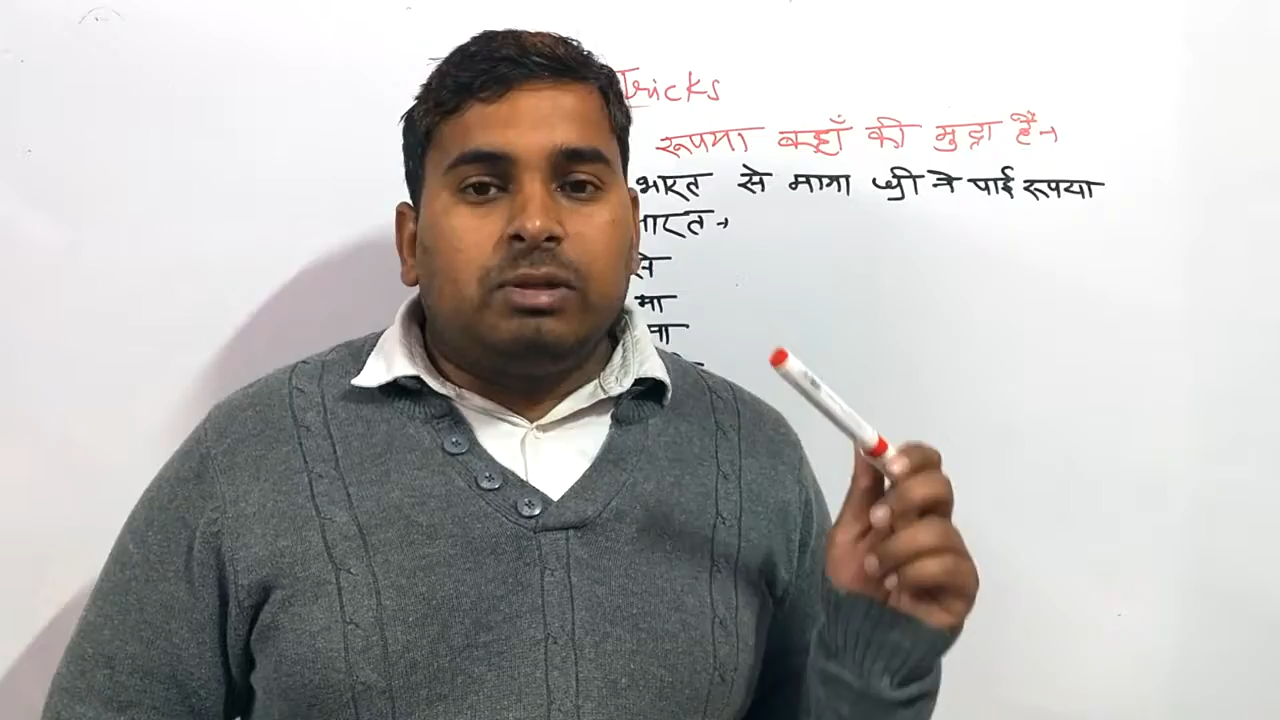 Tricks
रूपया कहाँ की मुद्रा है→
भारत से मामा श्री ने पाई रूपया
भारत→
से
मा
मा